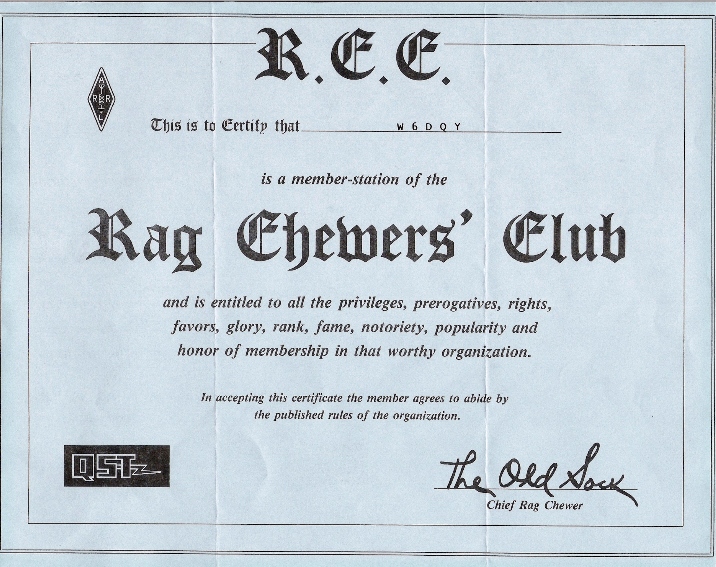 R.C.C.
A
R R
L
This is to Certify that W6DQY
is a member-station of the
Rag Chewers' Club
and is entitled to all the privileges, prerogatives, rights,
favors, glory, rank, fame, notoriety, popularity and
honor of membership in that worthy organization.
In accepting this certificate the member agrees to abide by
the published rules of the organization.
QST
The Old Sock
Chief Rag Chewer